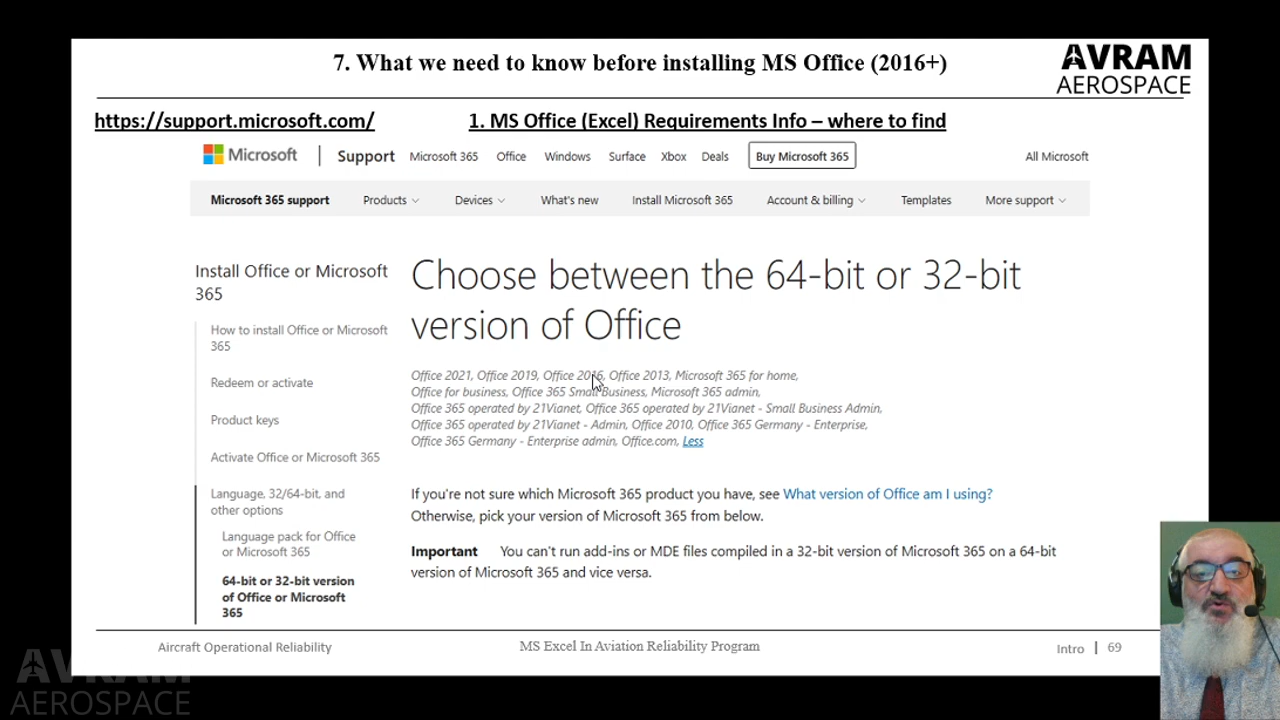 7. What we need to know before installing MS Office (2016+)
AVRAM
AEROSPACE
https://support.microsoft.com/
1. MS Office (Excel) Requirements Info – where to find
Microsoft
Support
Microsoft 365
Office
Windows
Surface
Xbox
Deals
Buy Microsoft 365
All Microsoft
Microsoft 365 support
Products
Devices
What's new
Install Microsoft 365
Account & billing
Templates
More support
Install Office or Microsoft
365
How to install Office or Microsoft
365
Redeem or activate
Product keys
Activate Office or Microsoft 365
Language, 32/64-bit, and
other options
Language pack for Office
or Microsoft 365
64-bit or 32-bit version
of Office or Microsoft
365
Choose between the 64-bit or 32-bit
version of Office
Office 2021, Office 2019, Office 2016, Office 2013, Microsoft 365 for home,
Office for business, Office 365 Small Business, Microsoft 365 admin,
Office 365 operated by 21Vianet, Office 365 operated by 21Vianet - Small Business Admin,
Office 365 operated by 21Vianet - Admin, Office 2010, Office 365 Germany - Enterprise,
Office 365 Germany - Enterprise admin, Office.com, Less
If you're not sure which Microsoft 365 product you have, see What version of Office am I using?
Otherwise, pick your version of Microsoft 365 from below.
Important You can't run add-ins or MDE files compiled in a 32-bit version of Microsoft 365 on a 64-bit
version of Microsoft 365 and vice versa.
Aircraft Operational Reliability
MS Excel In Aviation Reliability Program
Intro | 69
AVRAM
AEROSPACE